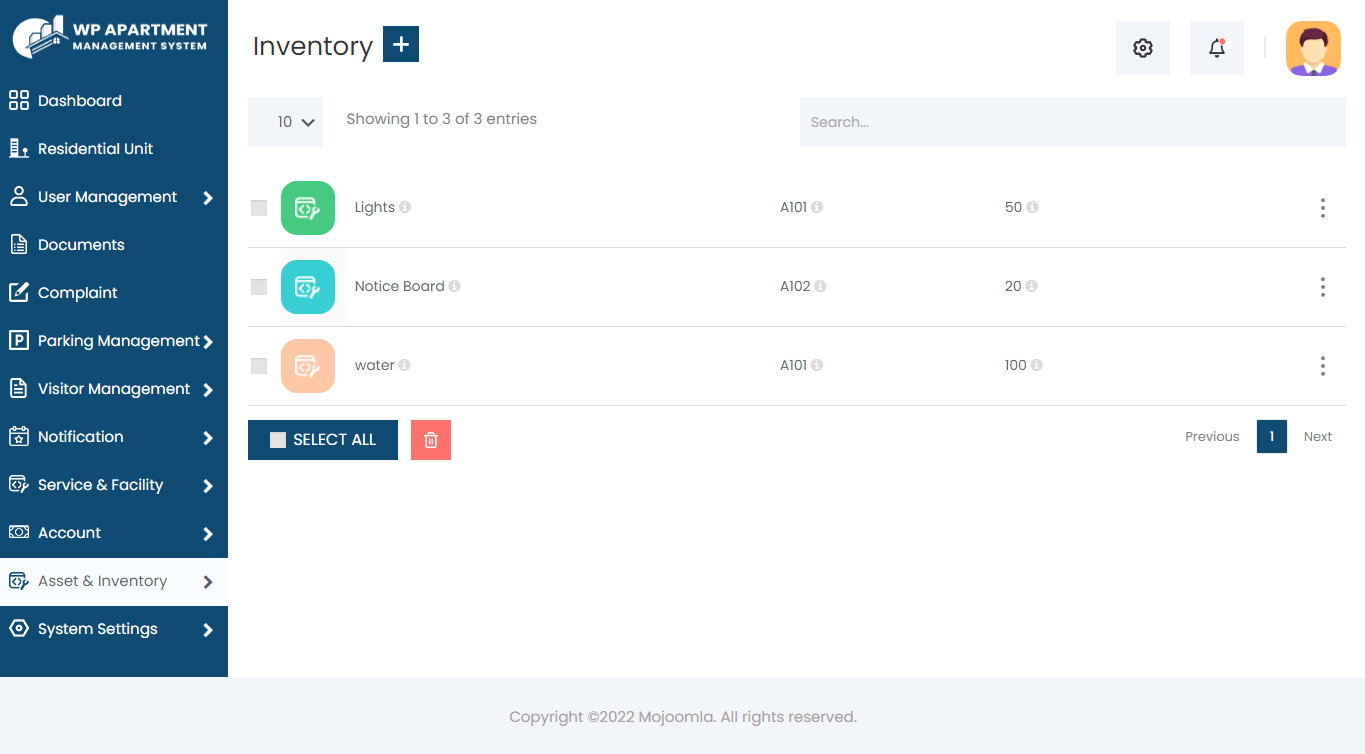 WP APARTMENT
MANAGEMENT SYSTEM
Dashboard
Residential Unit
User Management
Documents
Complaint
Parking Management
Visitor Management
Notification
Service & Facility
Account
Asset & Inventory
System Settings
Inventory +
10 Showing 1 to 3 of 3 entries Search...
Lights A101 50
Notice Board A102 20
water A101 100
SELECT ALL Previous 1 Next
Copyright ©2022 Mojoomla. All rights reserved.